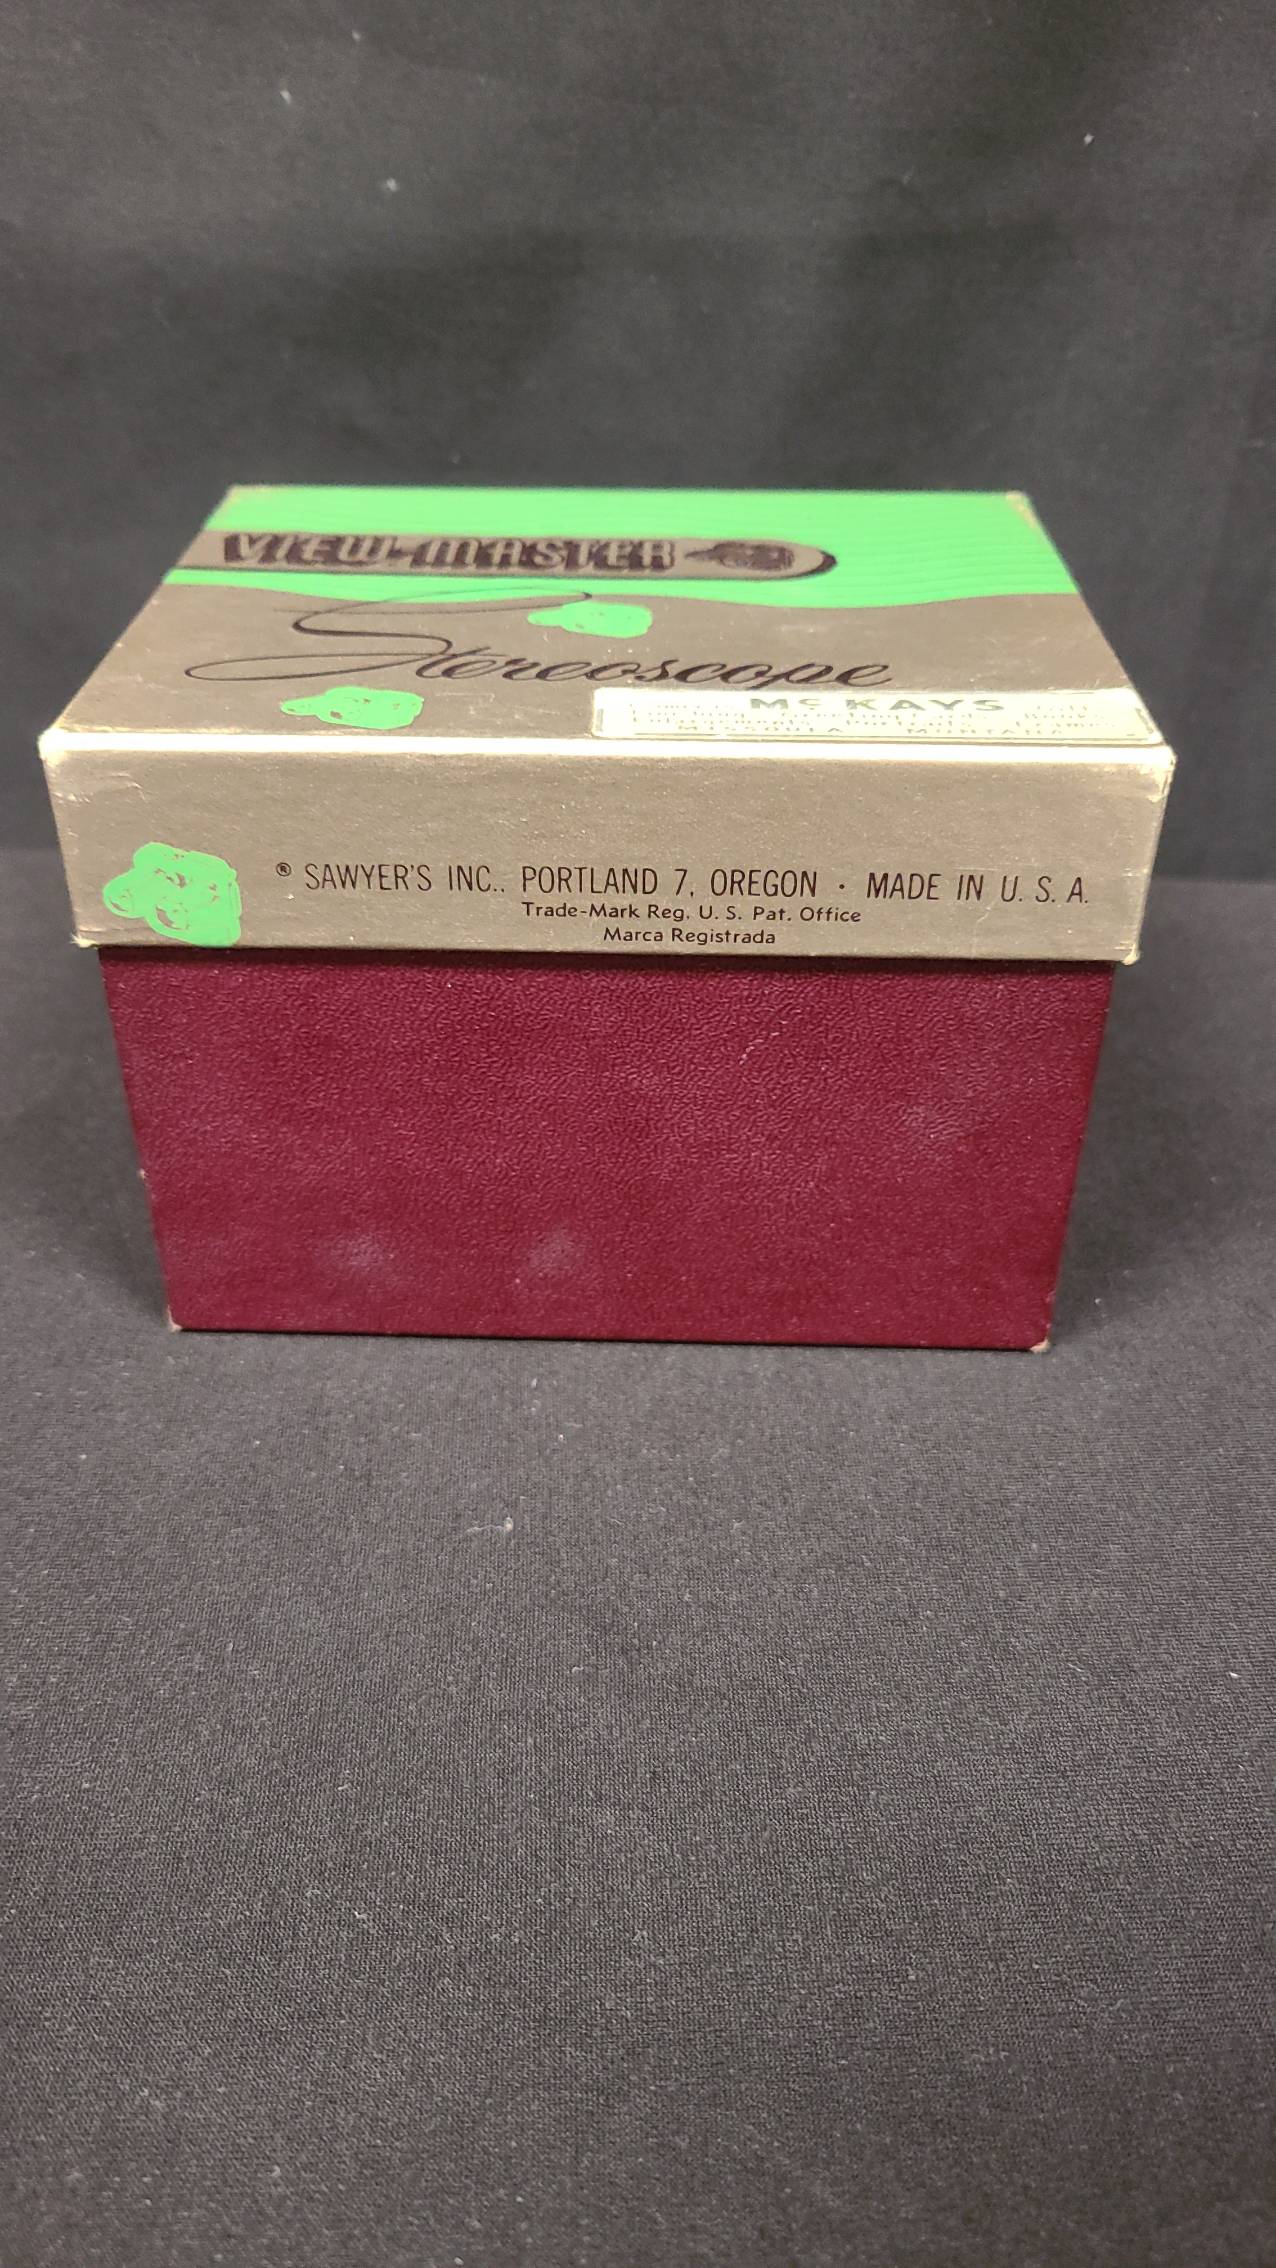 VIEW-MASTER
Stereoscope
McKAYS
MISSOULA MONTANA
® SAWYER'S INC., PORTLAND 7, OREGON · MADE IN U. S. A.
Trade-Mark Reg. U. S. Pat. Office
Marca Registrada